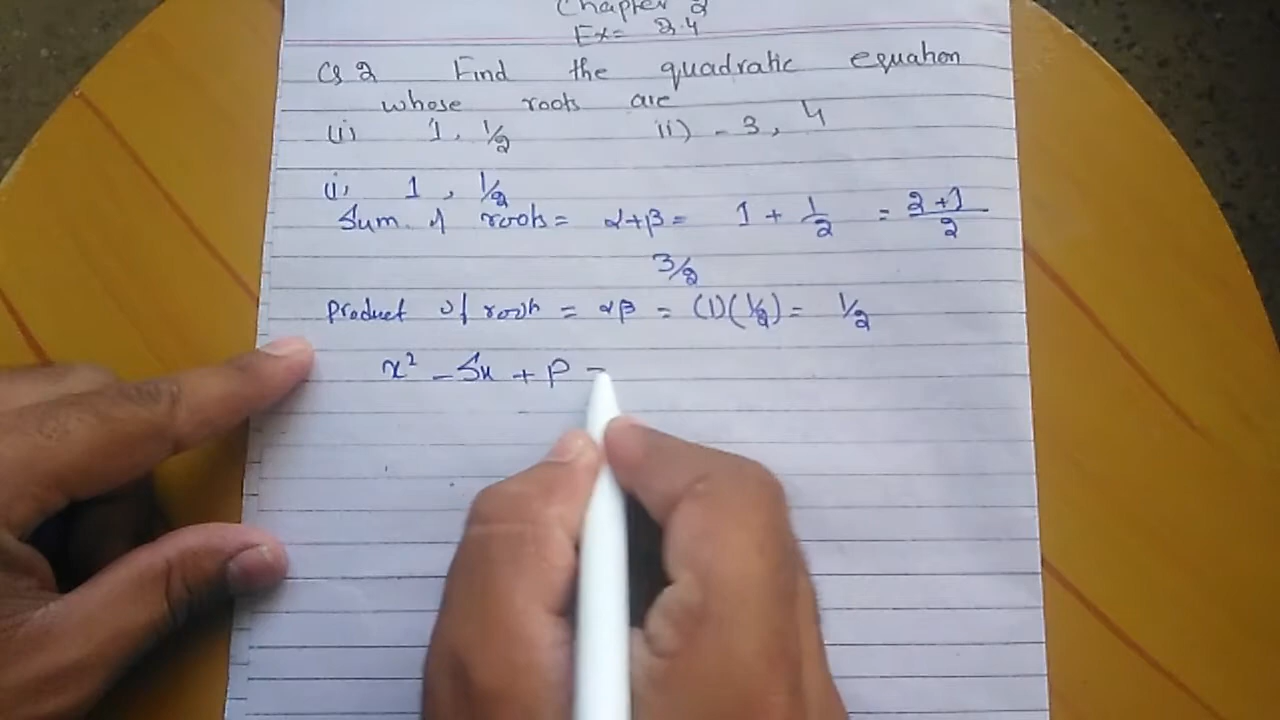 Chapter 2
Ex= 2.4
Q 2 Find the quadratic equation
whose roots are
(i) 1, 1/2 ii) -3, 4
(i, 1, 1/2
Sum of roots = α+β = 1 + 1/2 = 2+1/2
3/2
product of roots = αβ = (1)(1/2) = 1/2
x² - Sx + P =